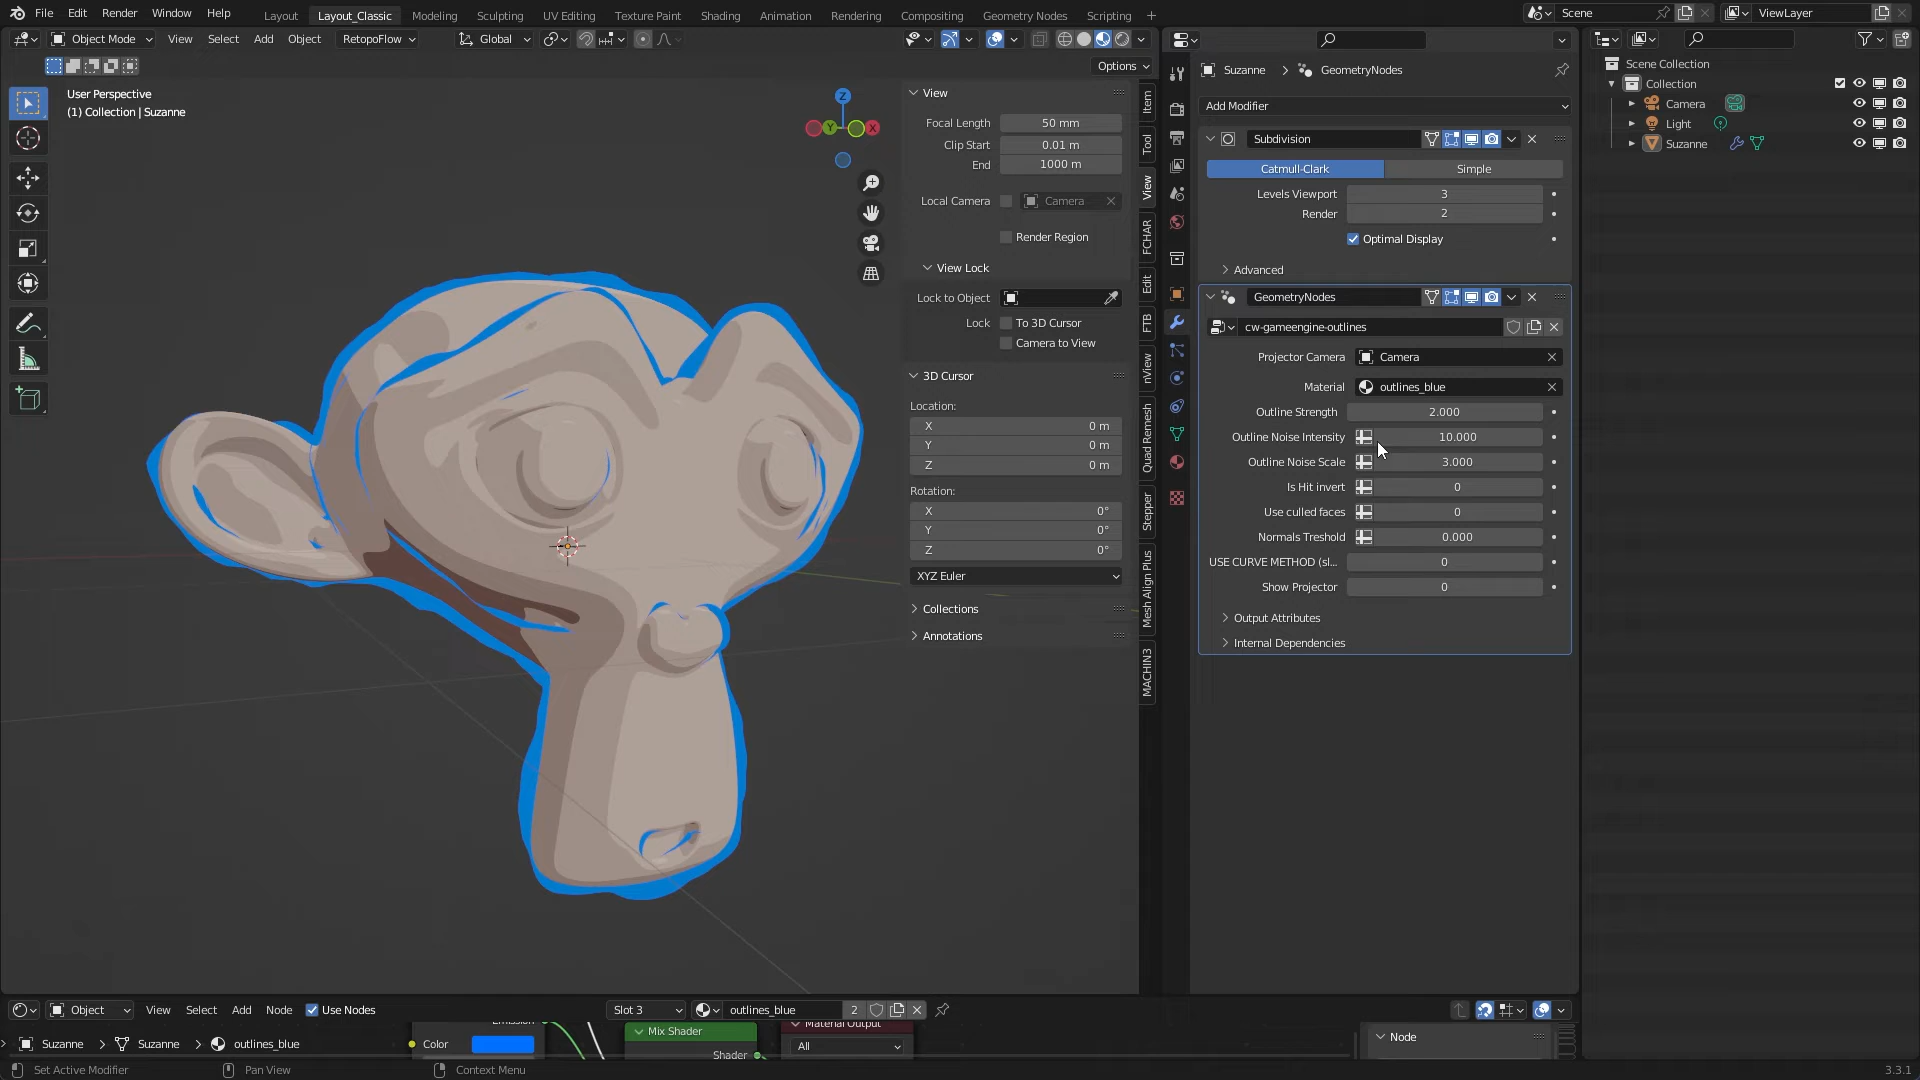 File Edit Render Window Help Layout Layout_Classic Modeling Sculpting UV Editing Texture Paint Shading Animation Rendering Compositing Geometry Nodes Scripting + Scene ViewLayer
Object Mode View Select Add Object RetopoFlow Global
Options
User Perspective
(1) Collection | Suzanne
Z
Y
X
View
Focal Length 50 mm
Clip Start 0.01 m
End 1000 m
Local Camera Camera
Render Region
View Lock
Lock to Object
Lock To 3D Cursor
Camera to View
3D Cursor
Location:
X 0 m
Y 0 m
Z 0 m
Rotation:
X 0°
Y 0°
Z 0°
XYZ Euler
Collections
Annotations
Item
Tool
View
FCHAR
Edit
FTB
nView
Quad Remesh
Stepper
Mesh Align Plus
MACHIN3
Suzanne > GeometryNodes
Add Modifier
Subdivision
Catmull-Clark Simple
Levels Viewport 3
Render 2
Optimal Display
Advanced
GeometryNodes
cw-gameengine-outlines
Projector Camera Camera
Material outlines_blue
Outline Strength 2.000
Outline Noise Intensity 10.000
Outline Noise Scale 3.000
Is Hit invert 0
Use culled faces 0
Normals Treshold 0.000
USE CURVE METHOD (sl... 0
Show Projector 0
Output Attributes
Internal Dependencies
Scene Collection
Collection
Camera
Light
Suzanne
Object View Select Add Node Use Nodes Slot 3 outlines_blue 2
Suzanne > Suzanne > outlines_blue
Emission
Color
Mix Shader
Shader
Material Output
All
Node
Set Active Modifier Pan View Context Menu 3.3.1